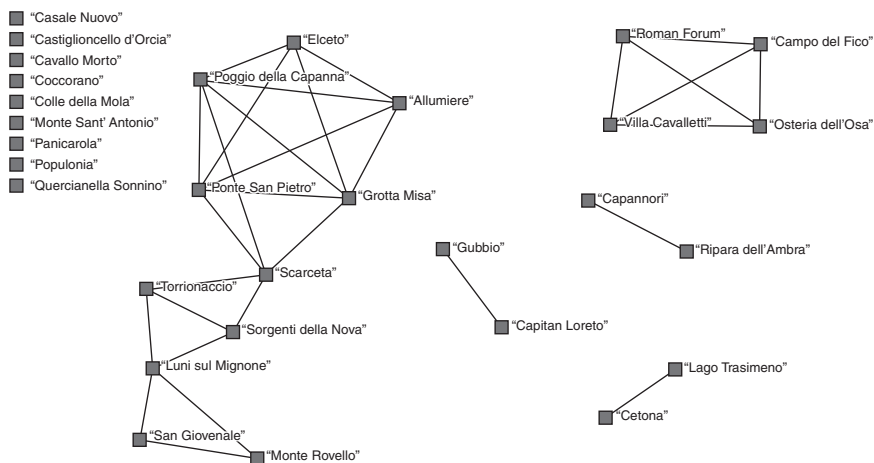 “Casale Nuovo”
“Castiglioncello d’Orcia”
“Cavallo Morto”
“Coccorano”
“Colle della Mola”
“Monte Sant’ Antonio”
“Panicarola”
“Populonia”
“Quercianella Sonnino”
“Elceto”
“Poggio della Capanna”
“Allumiere”
“Ponte San Pietro”
“Grotta Misa”
“Scarceta”
“Torrionaccio”
“Sorgenti della Nova”
“Luni sul Mignone”
“San Giovenale”
“Monte Rovello”
“Roman Forum”
“Campo del Fico”
“Villa Cavalletti”
“Osteria dell’Osa”
“Capannori”
“Ripara dell’Ambra”
“Gubbio”
“Capitan Loreto”
“Lago Trasimeno”
“Cetona”